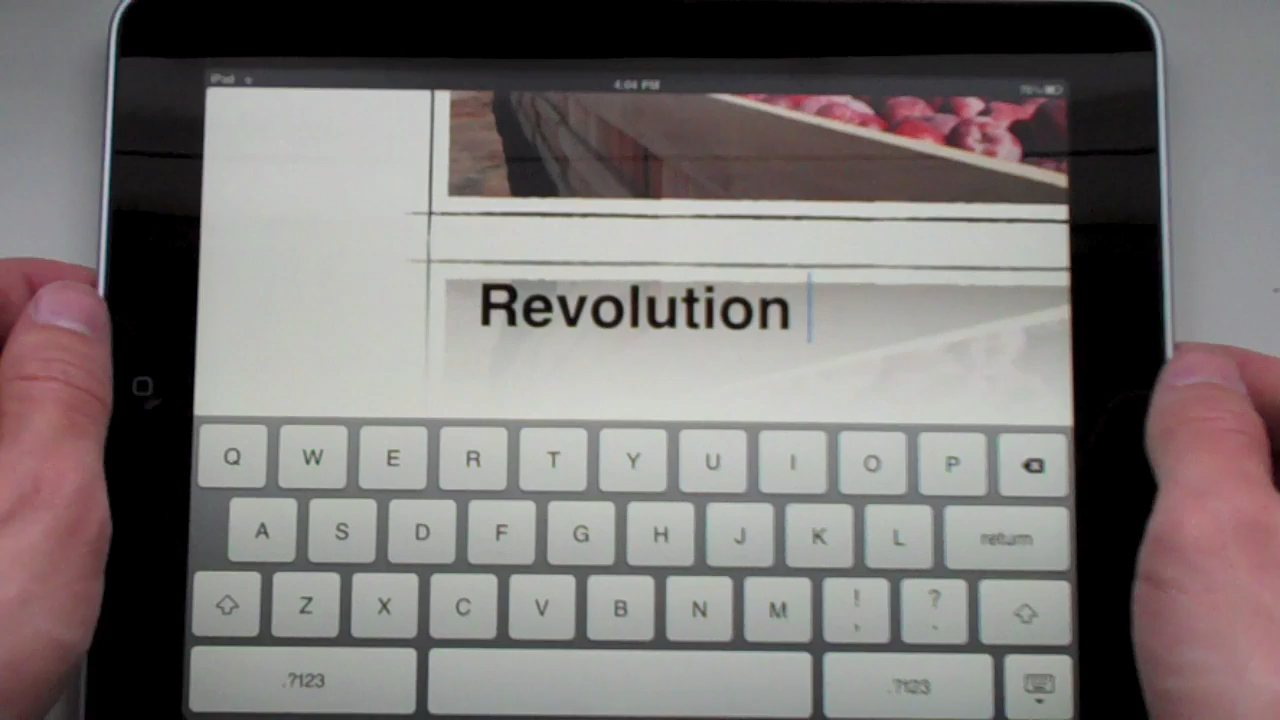 iPad
4:04 PM
Revolution
Q W E R T Y U I O P
A S D F G H J K L return
Z X C V B N M ! , ? .
.?123 .?123